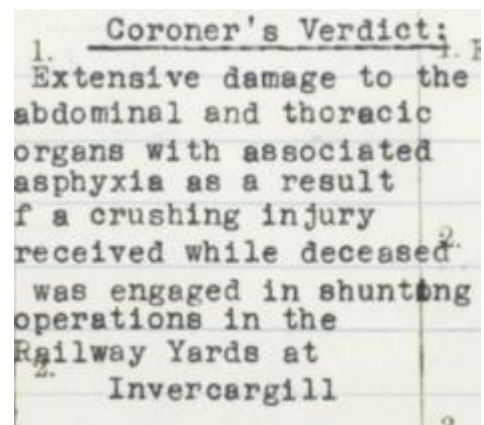 Coroner's Verdict:
1.
Extensive damage to the
abdominal and thoracic
organs with associated
asphyxia as a result
f a crushing injury
received while deceased
2.
was engaged in shunting
operations in the
Railway Yards at
2.
Invercargill